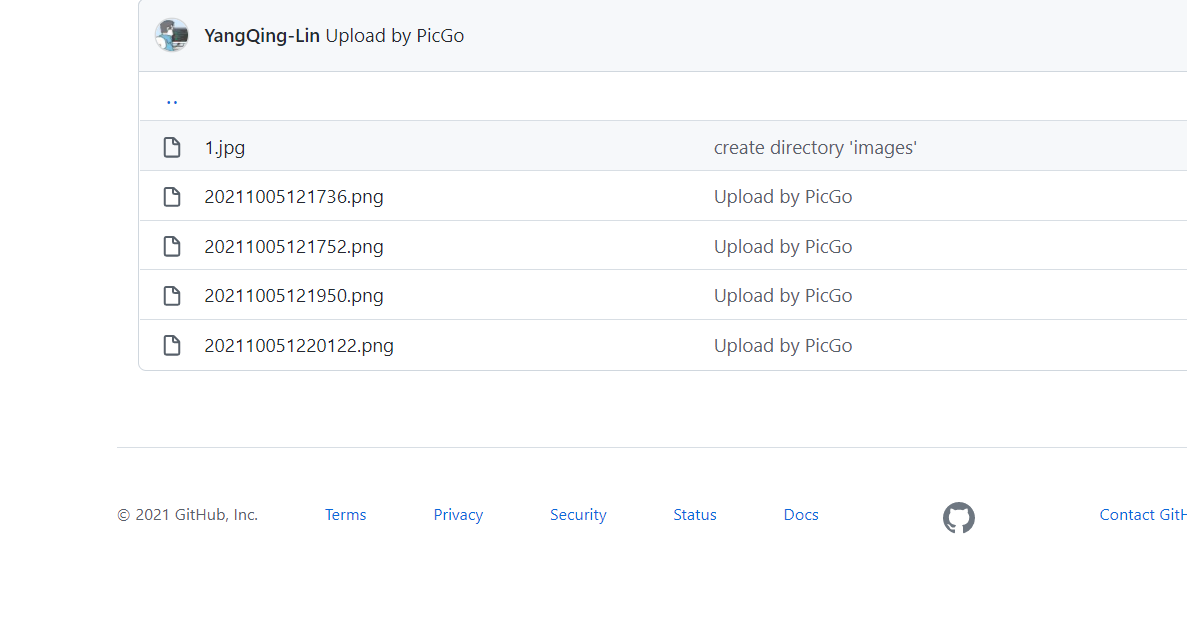 YangQing-Lin Upload by PicGo
..
1.jpg create directory 'images'
20211005121736.png Upload by PicGo
20211005121752.png Upload by PicGo
20211005121950.png Upload by PicGo
202110051220122.png Upload by PicGo
© 2021 GitHub, Inc. Terms Privacy Security Status Docs Contact GitH